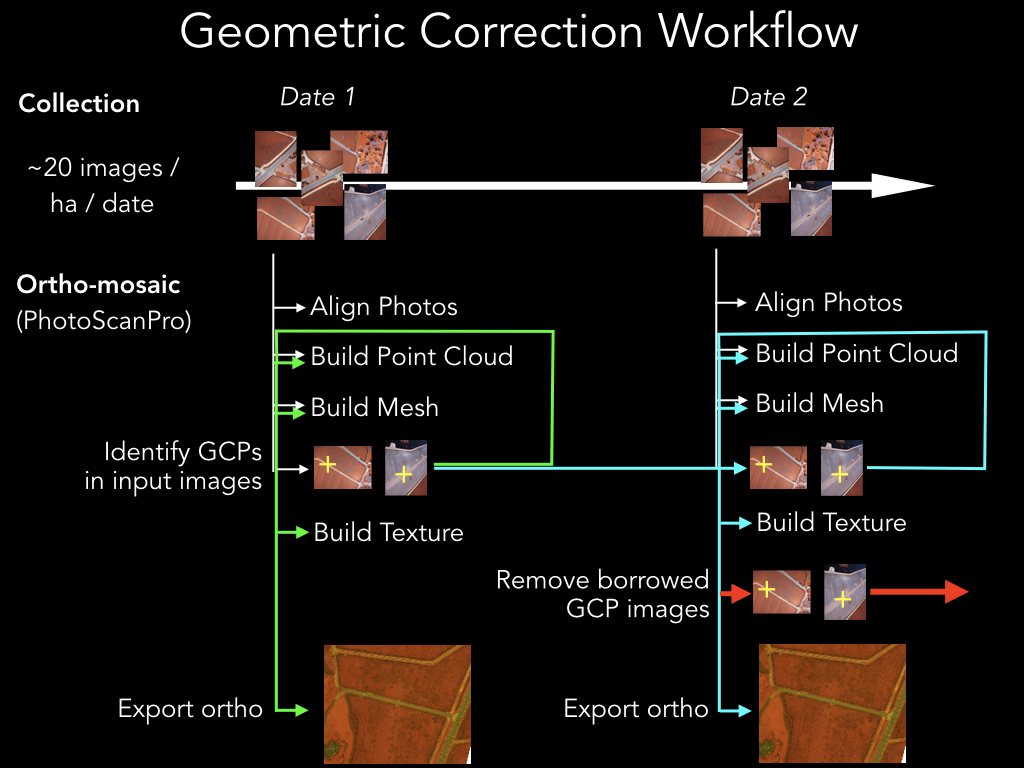 Geometric Correction Workflow
Collection
Date 1
Date 2
~20 images /
ha / date
Ortho-mosaic
(PhotoScanPro)
Align Photos
Build Point Cloud
Build Mesh
Identify GCPs
in input images
Build Texture
Export ortho
Align Photos
Build Point Cloud
Build Mesh
Build Texture
Remove borrowed
GCP images
Export ortho